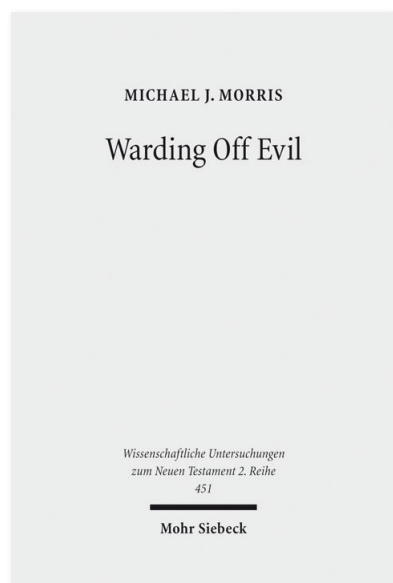 MICHAEL J. MORRIS
Warding Off Evil
Wissenschaftliche Untersuchungen
zum Neuen Testament 2. Reihe
451
Mohr Siebeck